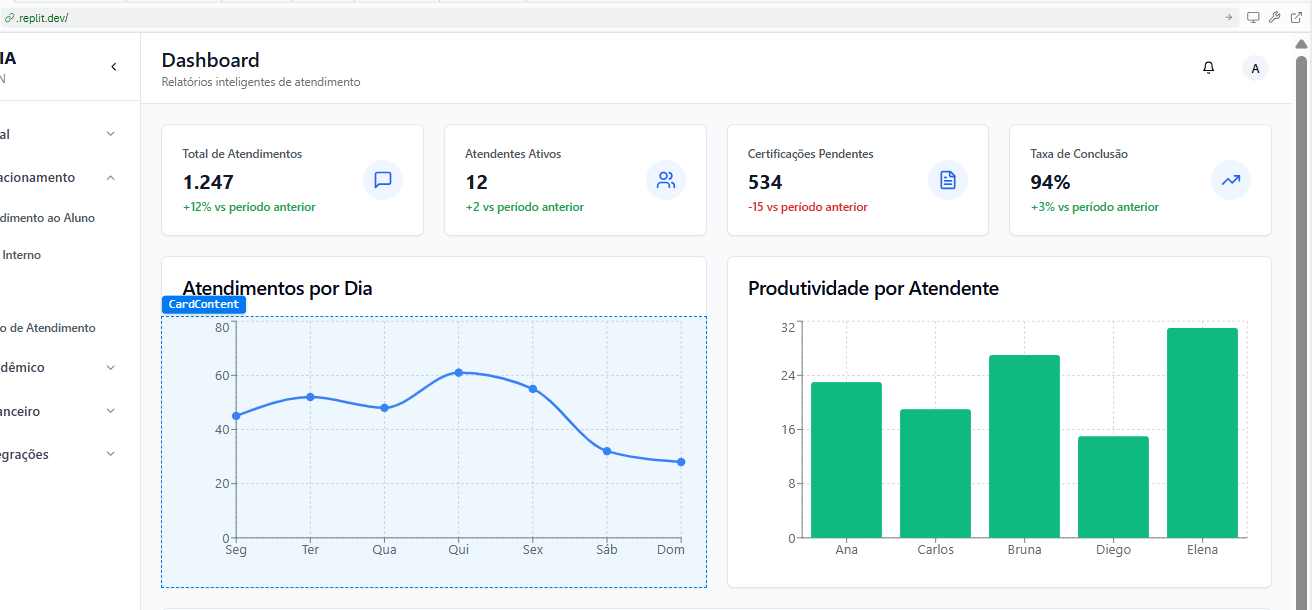 .replit.dev/
IA
N
al
acionamento
dimento ao Aluno
Interno
o de Atendimento
dêmico
anceiro
egrações
Dashboard
Relatórios inteligentes de atendimento
A
Total de Atendimentos
1.247
+12% vs período anterior
Atendentes Ativos
12
+2 vs período anterior
Certificações Pendentes
534
-15 vs período anterior
Taxa de Conclusão
94%
+3% vs período anterior
Atendimentos por Dia
CardContent
80
60
40
20
0
Seg Ter Qua Qui Sex Sáb Dom
Produtividade por Atendente
32
24
16
8
0
Ana Carlos Bruna Diego Elena